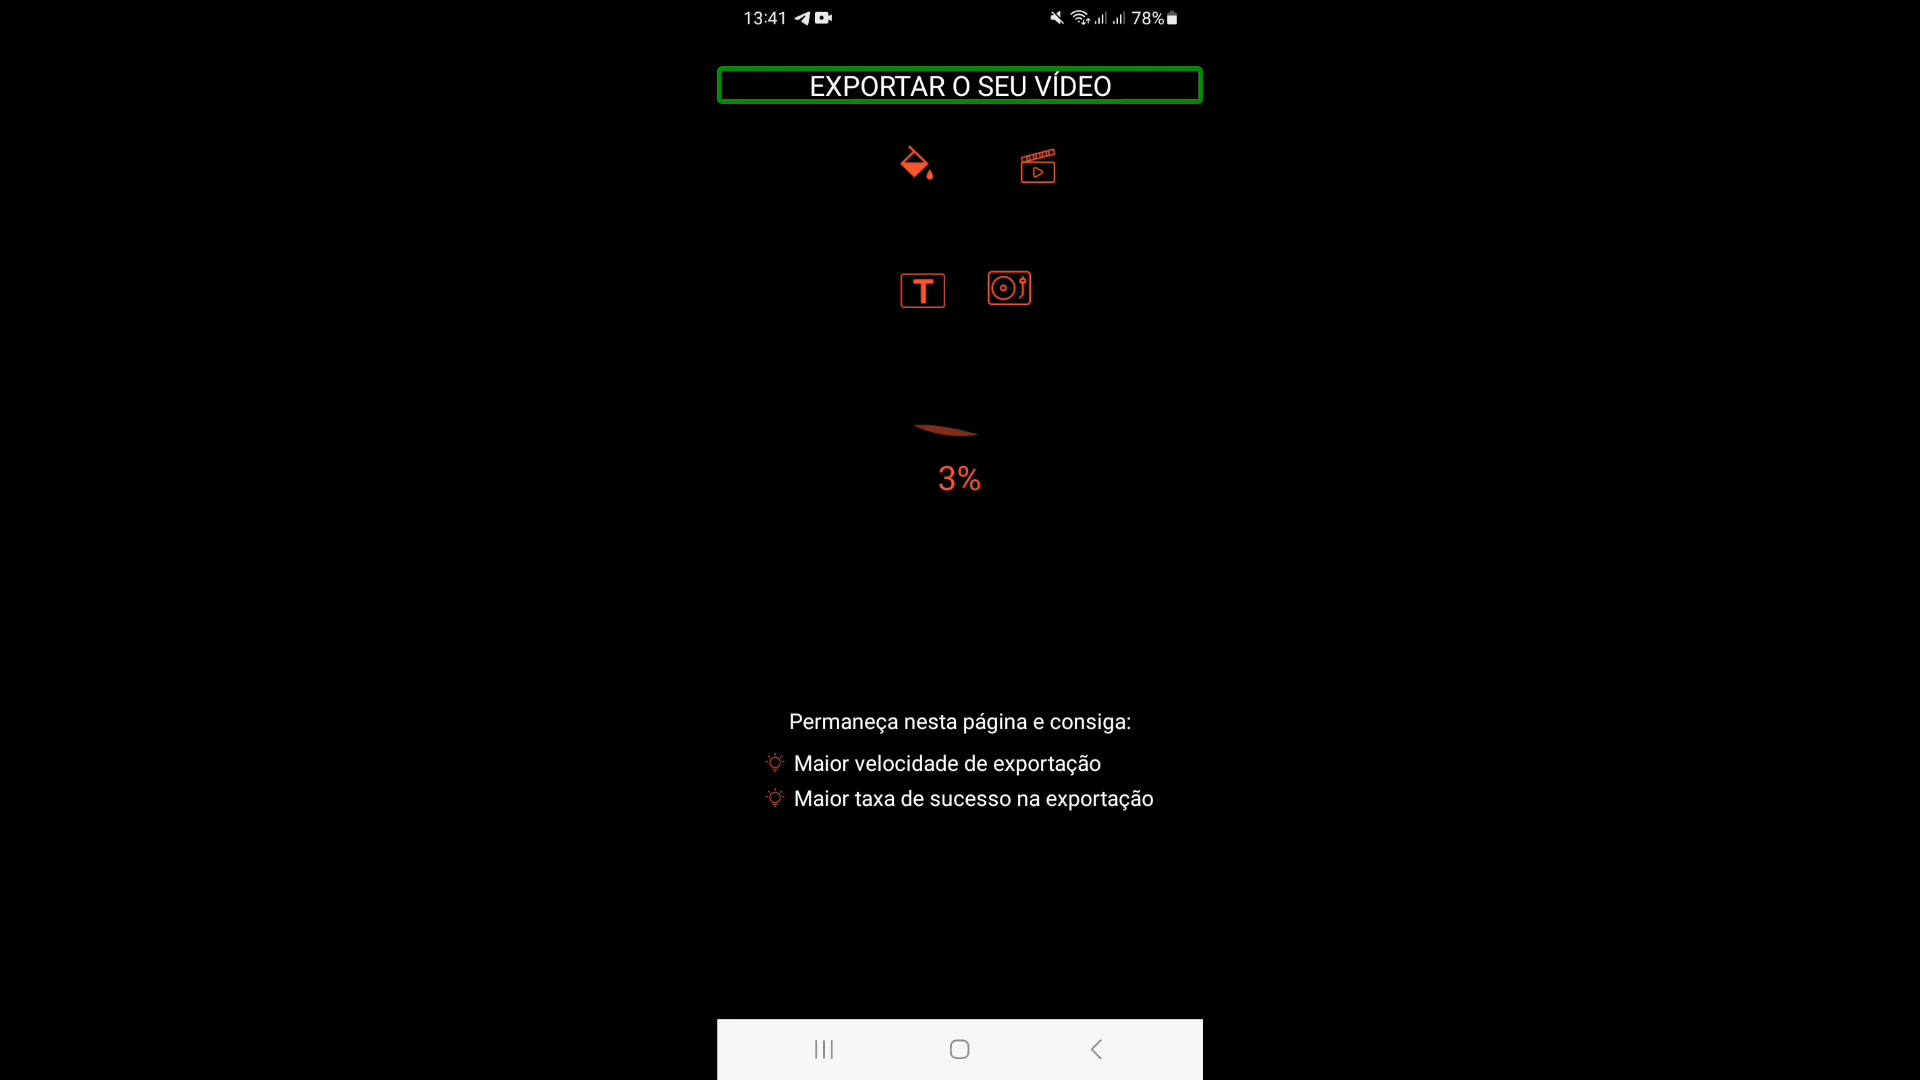 13:41
78%
EXPORTAR O SEU VÍDEO
T
3%
Permaneça nesta página e consiga:
Maior velocidade de exportação
Maior taxa de sucesso na exportação